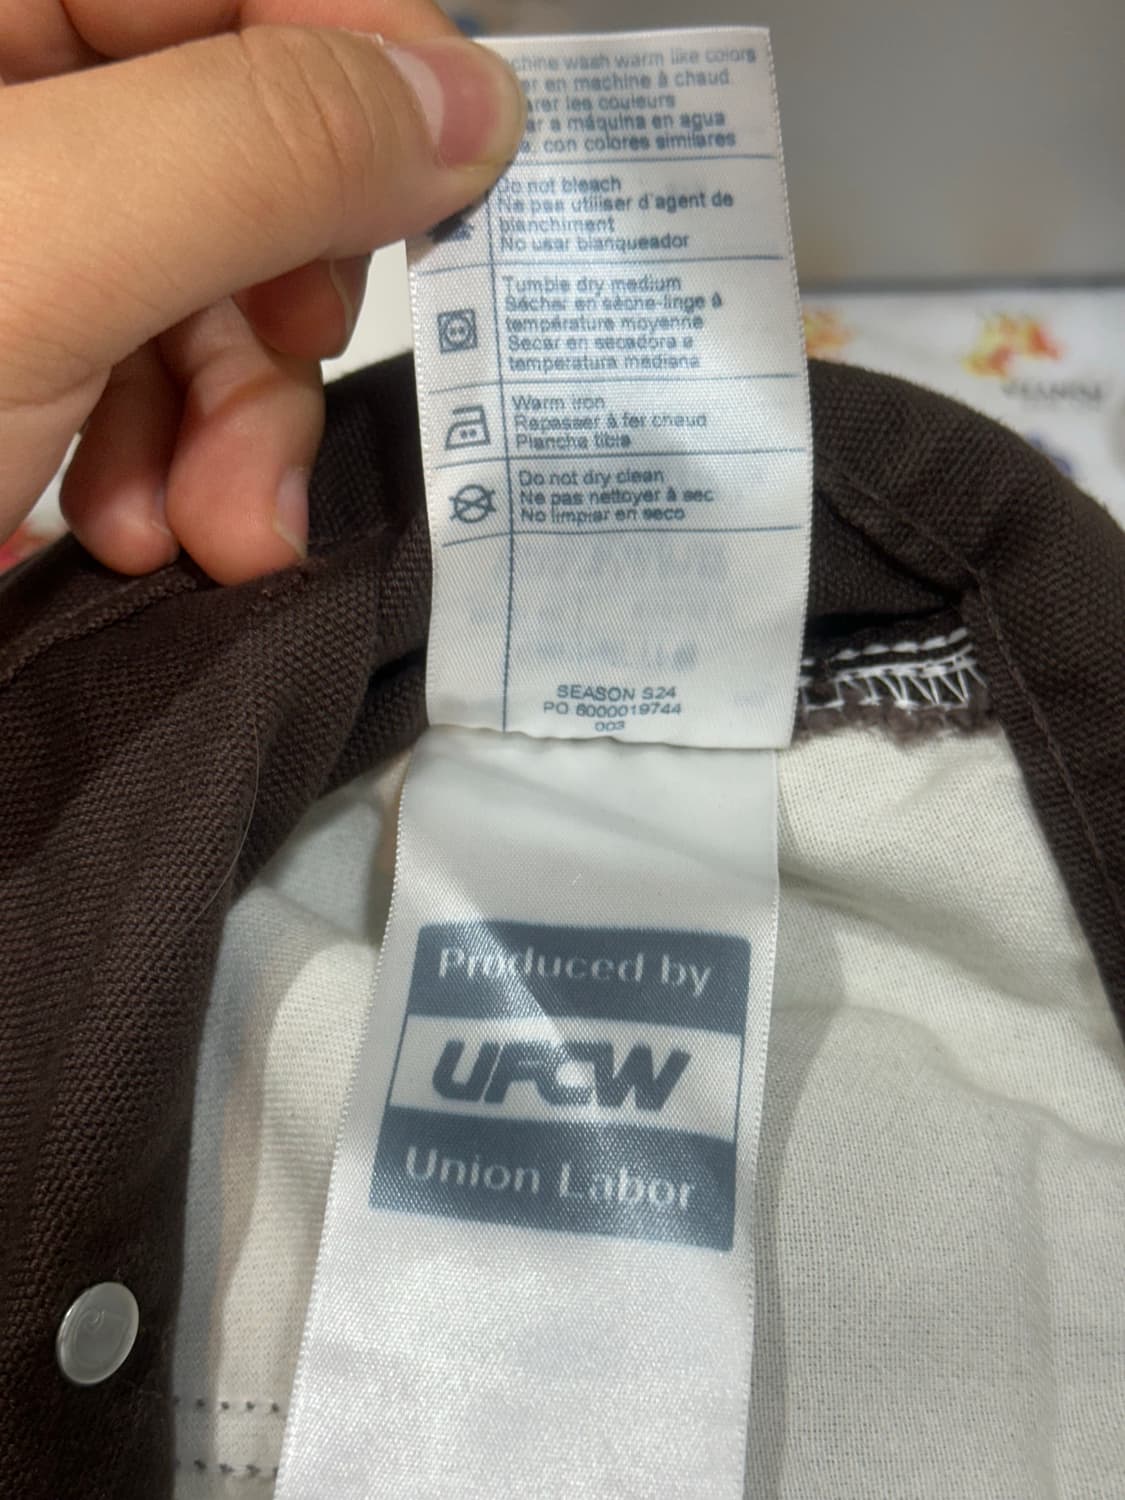 wash warm like colors
en machine à chaud
les couleurs
a máquina en agua
con colores similares
Do not bleach
Ne pas utiliser d'agent de
blanchiment
No usar blanqueador
Tumble dry medium
Sécher en sèche-linge à
température moyenne
Secar en secadora a
temperatura mediana
Warm iron
Repasser à fer chaud
Plancha tibia
Do not dry clean
Ne pas nettoyer à sec
No limpiar en seco
SEASON S24
PO 6000019744
003
Produced by
UFCW
Union Labor